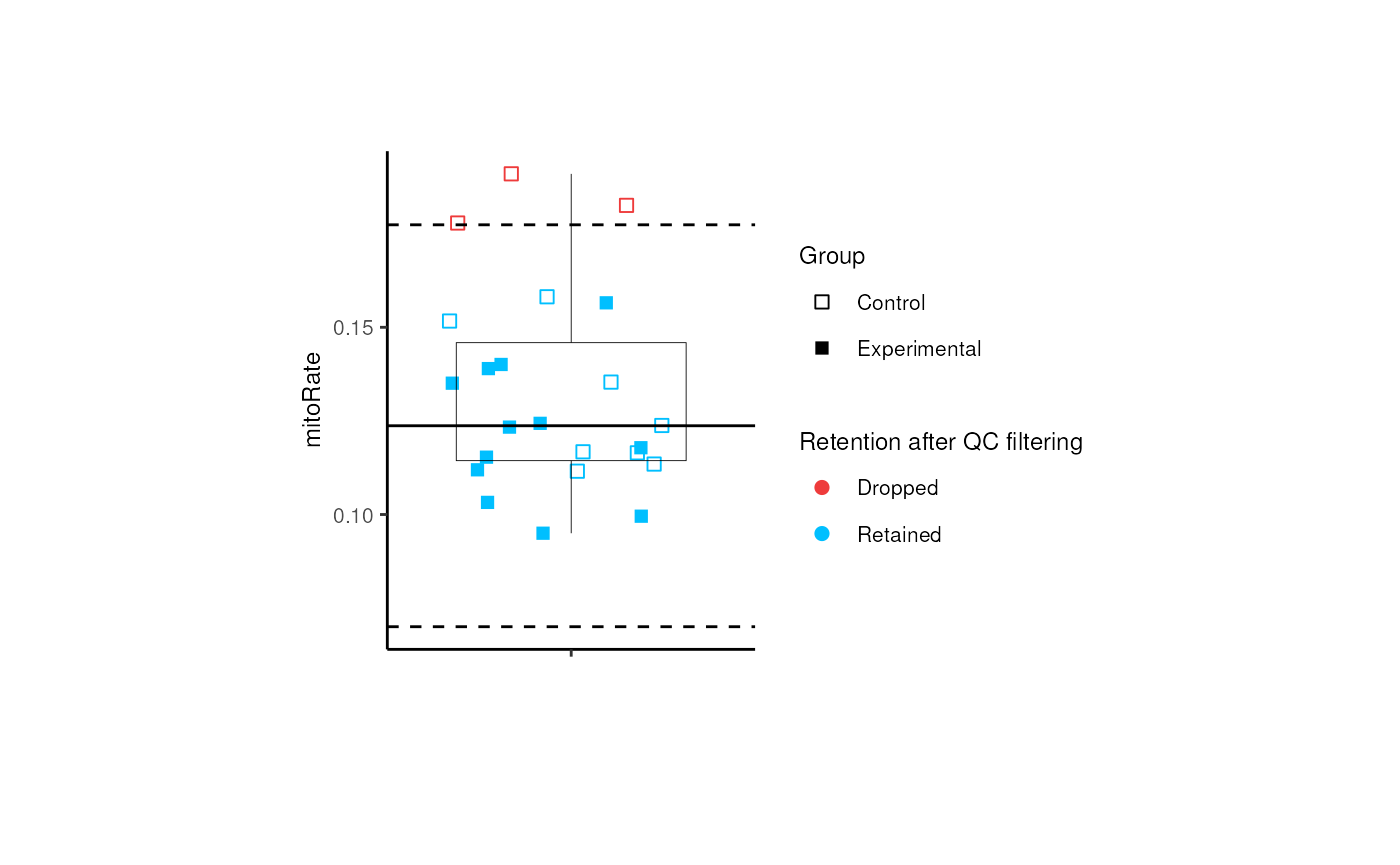 mitoRate
0.15
0.10
Group
Control
Experimental
Retention after QC filtering
Dropped
Retained